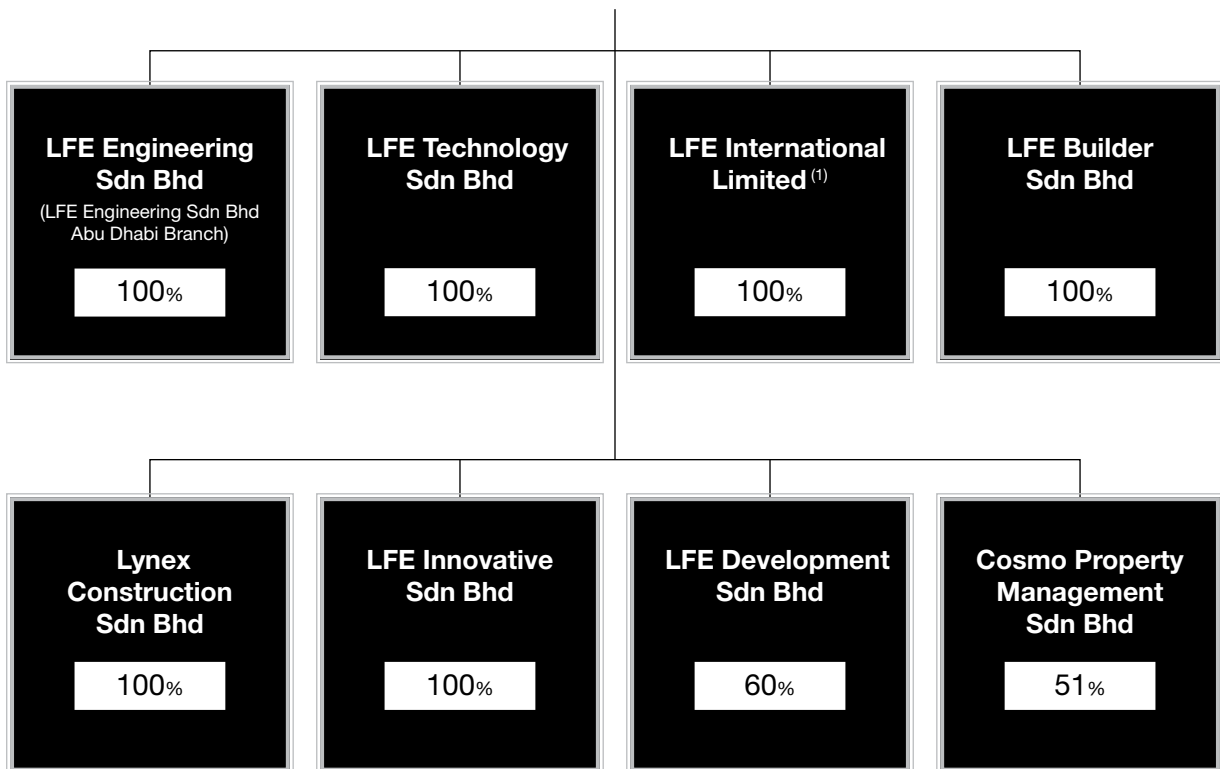 LFE Engineering
Sdn Bhd
(LFE Engineering Sdn Bhd
Abu Dhabi Branch)
100%
LFE Technology
Sdn Bhd
100%
LFE International
Limited (1)
100%
LFE Builder
Sdn Bhd
100%
Lynex
Construction
Sdn Bhd
100%
LFE Innovative
Sdn Bhd
100%
LFE Development
Sdn Bhd
60%
Cosmo Property
Management
Sdn Bhd
51%